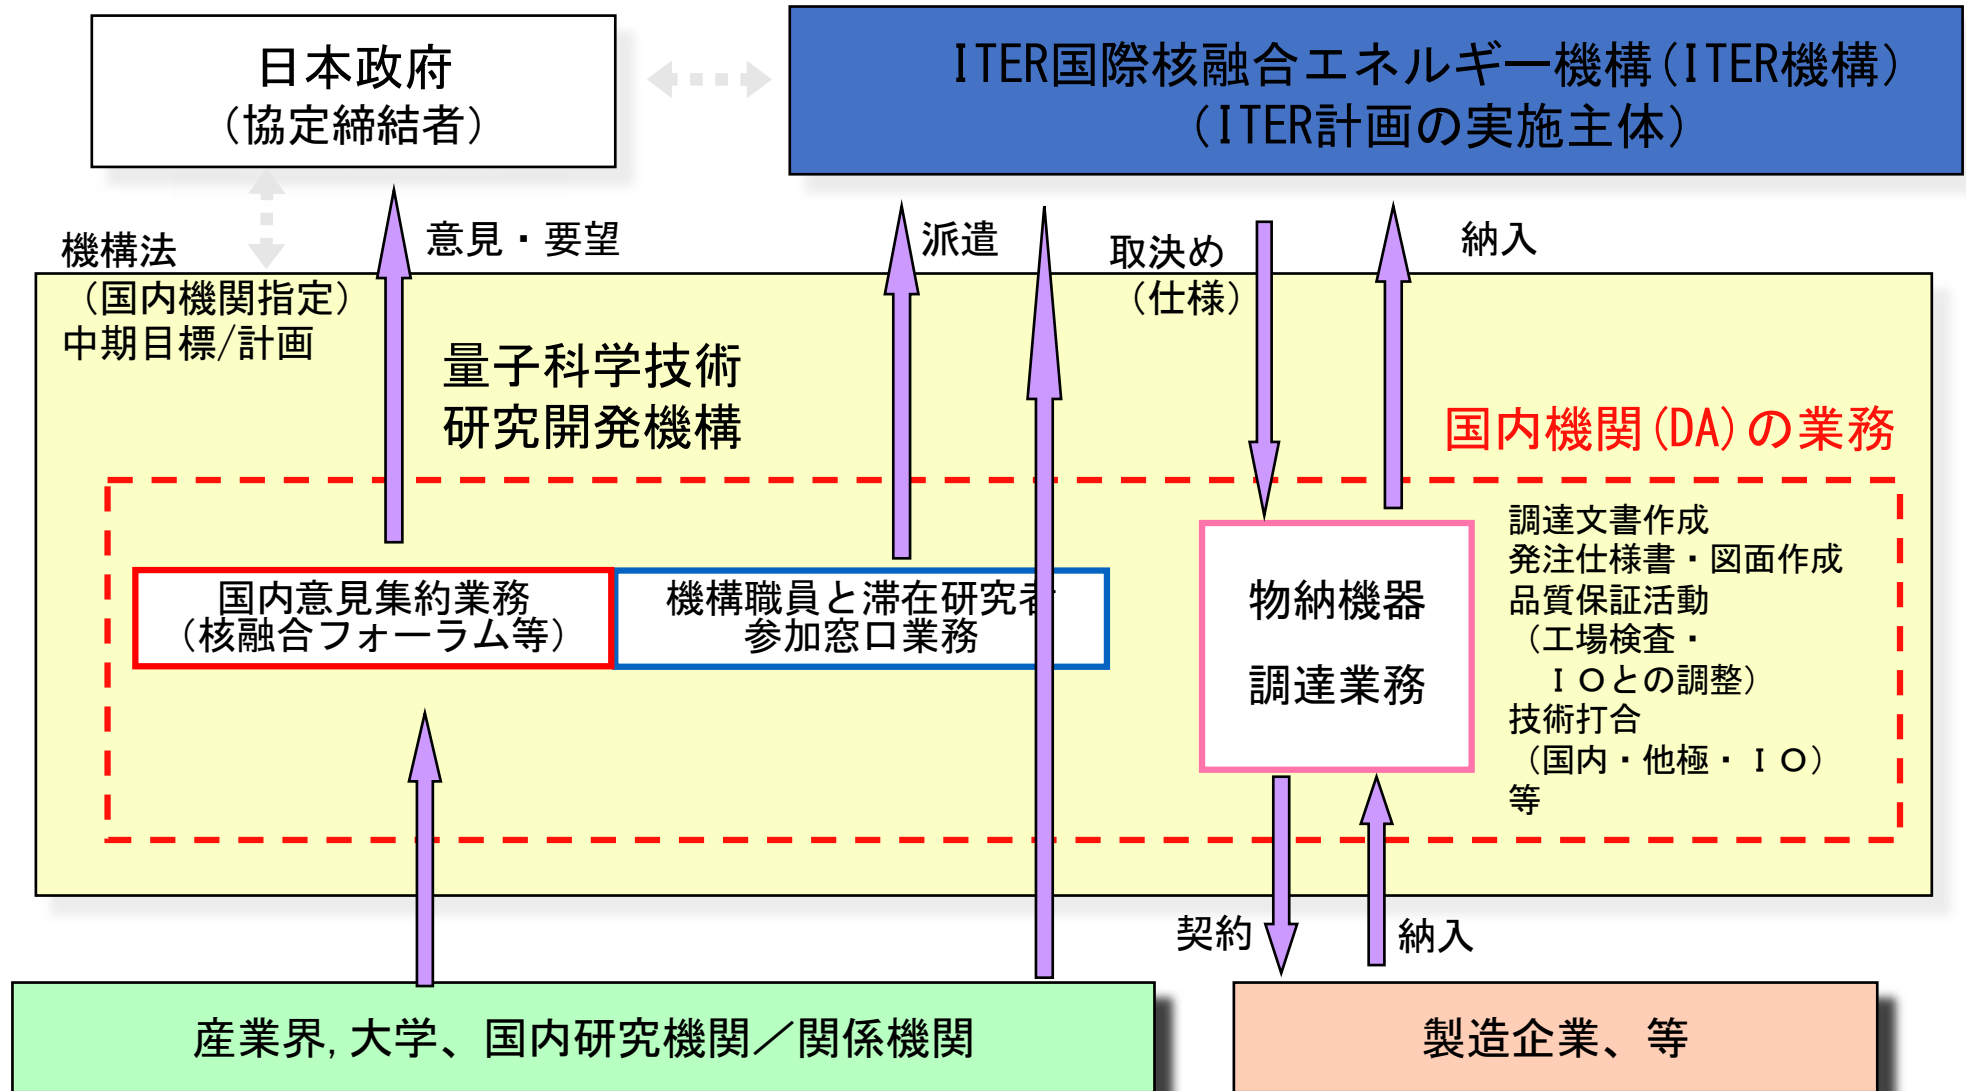 日本政府
（協定締結者）
ITER国際核融合エネルギー機構(ITER機構)
(ITER計画の実施主体)
機構法
（国内機関指定）
中期目標/計画
意見・要望
派遣
取決め
（仕様）
納入
量子科学技術
研究開発機構
国内機関(DA)の業務
国内意見集約業務
（核融合フォーラム等）
機構職員と滞在研究者
参加窓口業務
物納機器
調達業務
調達文書作成
発注仕様書・図面作成
品質保証活動
（工場検査・
ＩＯとの調整）
技術打合
（国内・他極・ＩＯ）
等
契約
納入
産業界,大学、国内研究機関／関係機関
製造企業、等